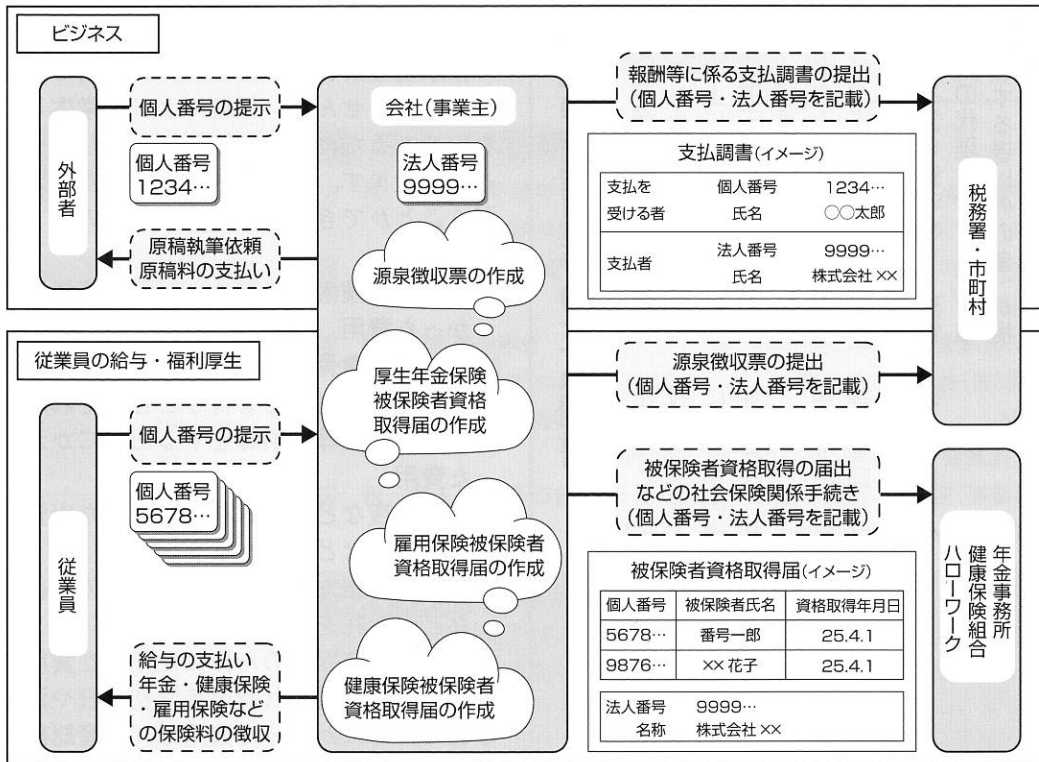 ビジネス
外部者
個人番号の提示
個人番号
1234…
原稿執筆依頼
原稿料の支払い
会社(事業主)
法人番号
9999…
源泉徴収票の作成
厚生年金保険
被保険者資格
取得届の作成
雇用保険被保険者
資格取得届の作成
健康保険被保険者
資格取得届の作成
報酬等に係る支払調書の提出
(個人番号・法人番号を記載)
支払調書(イメージ)
支払を 個人番号 1234…
受ける者 氏名 ○○太郎
法人番号 9999…
支払者
氏名 株式会社××
税務署・市町村
従業員の給与・福利厚生
従業員
個人番号の提示
個人番号
5678…
給与の支払い
年金・健康保険
・雇用保険など
の保険料の徴収
源泉徴収票の提出
(個人番号・法人番号を記載)
被保険者資格取得の届出
などの社会保険関係手続き
(個人番号・法人番号を記載)
被保険者資格取得届(イメージ)
個人番号 被保険者氏名 資格取得年月日
5678… 番号一郎 25.4.1
9876… ××花子 25.4.1
法人番号 9999…
名称 株式会社××
年金事務所
健康保険組合
ハローワーク